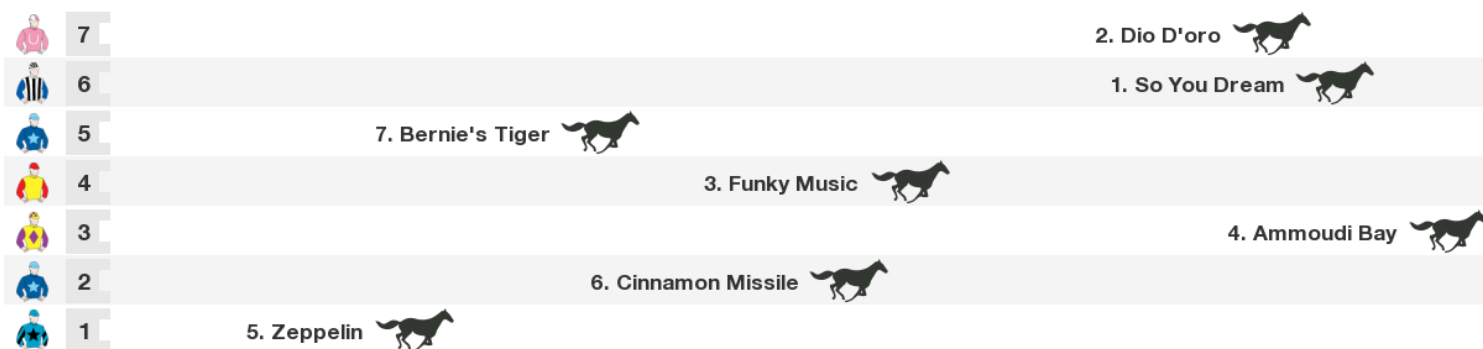 7 2. Dio D'oro
6 1. So You Dream
5 7. Bernie's Tiger
4 3. Funky Music
3 4. Ammoudi Bay
2 6. Cinnamon Missile
1 5. Zeppelin